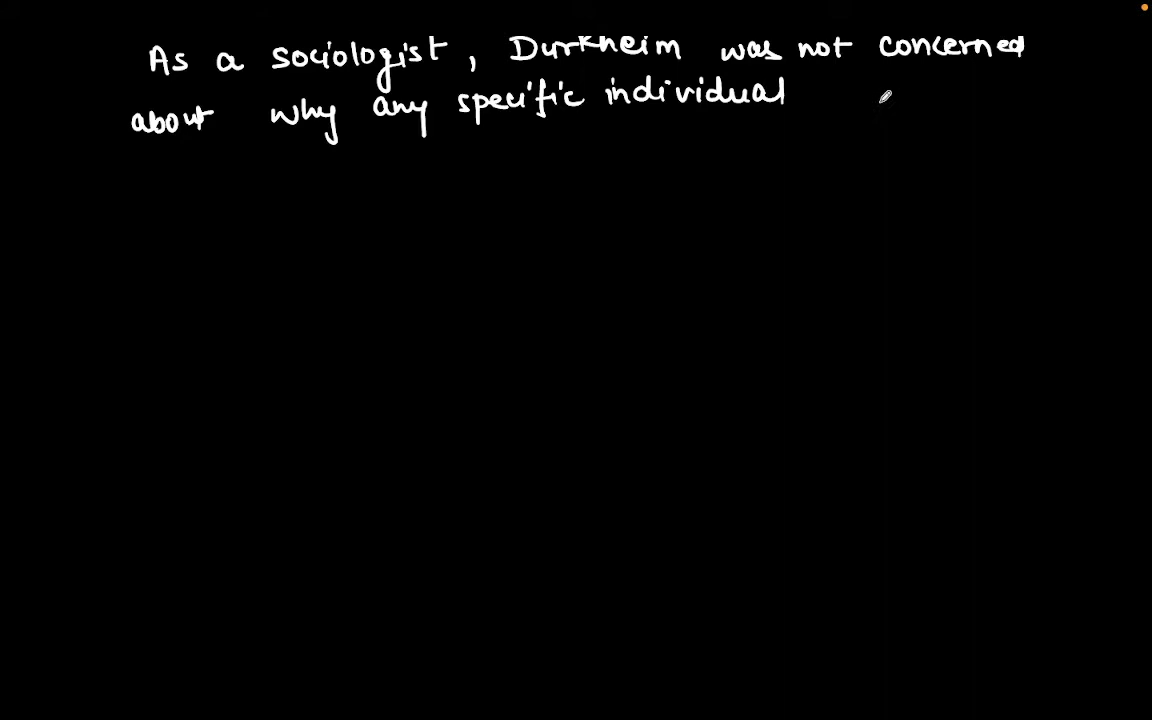 As a sociologist, Durkheim was not concerned
about why any specific individual